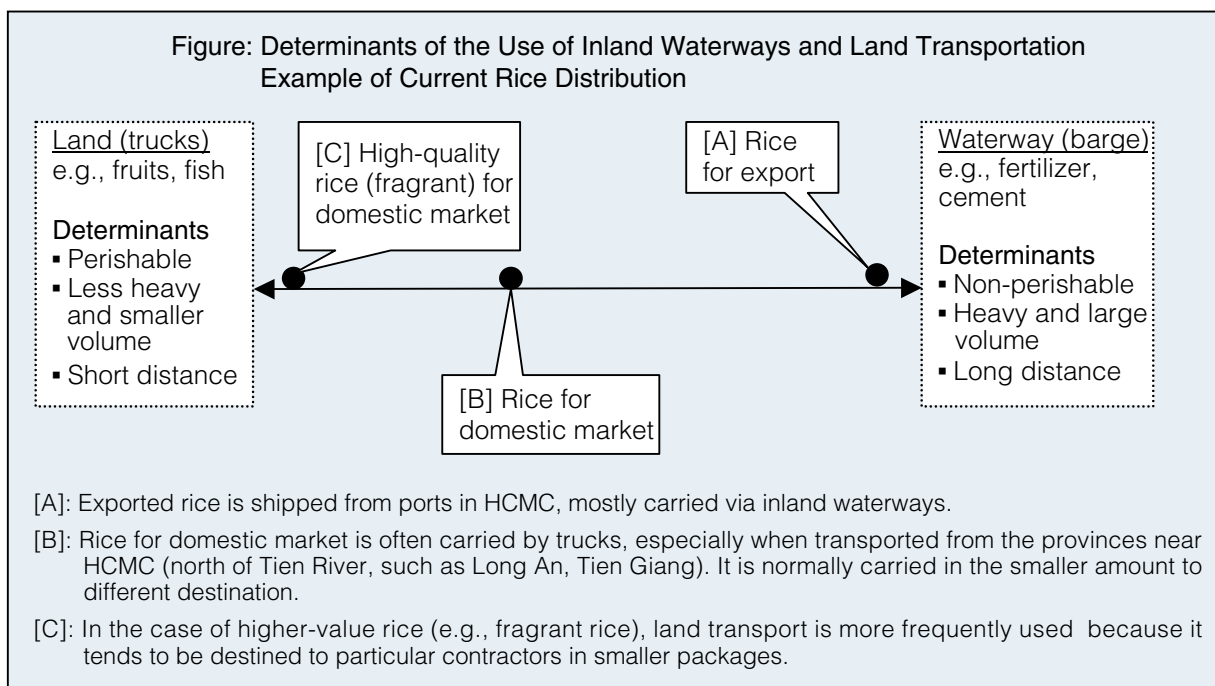 Figure: Determinants of the Use of Inland Waterways and Land Transportation
Example of Current Rice Distribution
Land (trucks)
e.g., fruits, fish
Determinants
▪ Perishable
▪ Less heavy
and smaller
volume
▪ Short distance
[C] High-quality
rice (fragrant) for
domestic market
[B] Rice for
domestic market
[A] Rice
for export
Waterway (barge)
e.g., fertilizer,
cement
Determinants
▪ Non-perishable
▪ Heavy and large
volume
▪ Long distance
[A]: Exported rice is shipped from ports in HCMC, mostly carried via inland waterways.
[B]: Rice for domestic market is often carried by trucks, especially when transported from the provinces near
HCMC (north of Tien River, such as Long An, Tien Giang). It is normally carried in the smaller amount to
different destination.
[C]: In the case of higher-value rice (e.g., fragrant rice), land transport is more frequently used because it
tends to be destined to particular contractors in smaller packages.